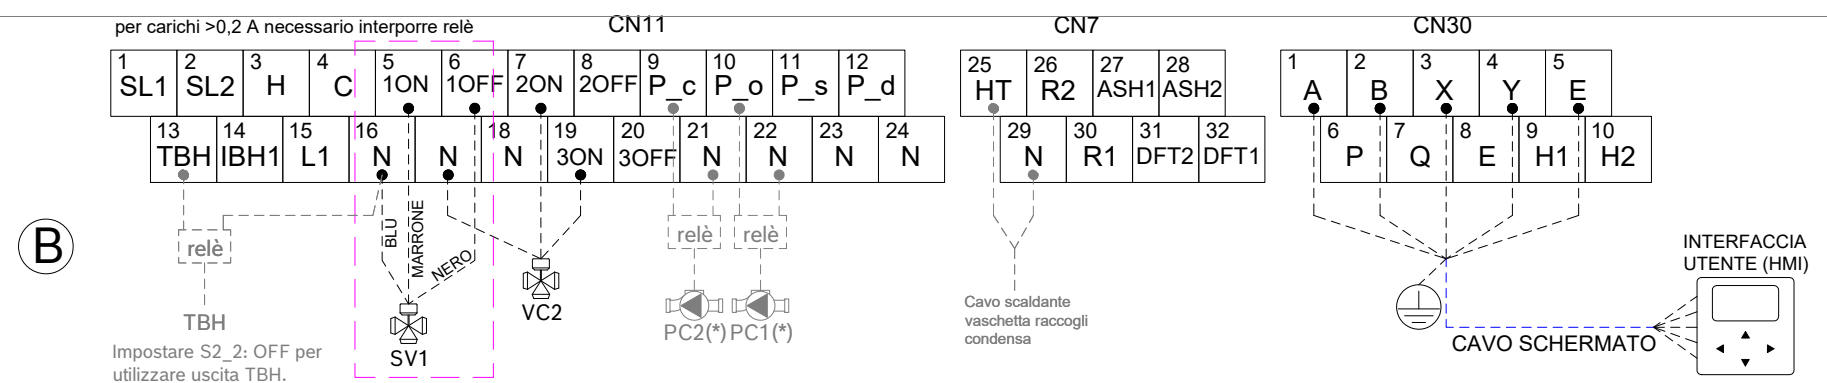 per carichi >0,2 A necessario interporre relè
CN11
CN7
CN30
1 2 3 4 5 6 7 8 9 10 11 12
SL1 SL2 H C 1ON 1OFF 2ON 2OFF P_c P_o P_s P_d
13 14 15 16 18 19 20 21 22 23 24
TBH IBH1 L1 N N N 3ON 3OFF N N N N
25 26 27 28
HT R2 ASH1 ASH2
29 30 31 32
N R1 DFT2 DFT1
1 2 3 4 5
A B X Y E
6 7 8 9 10
P Q E H1 H2
B
relè
TBH
Impostare S2_2: OFF per
utilizzare uscita TBH.
BLU
MARRONE
NERO
SV1
VC2
relè
relè
PC2(*)
PC1(*)
Cavo scaldante
vaschetta raccogli
condensa
CAVO SCHERMATO
INTERFACCIA
UTENTE (HMI)